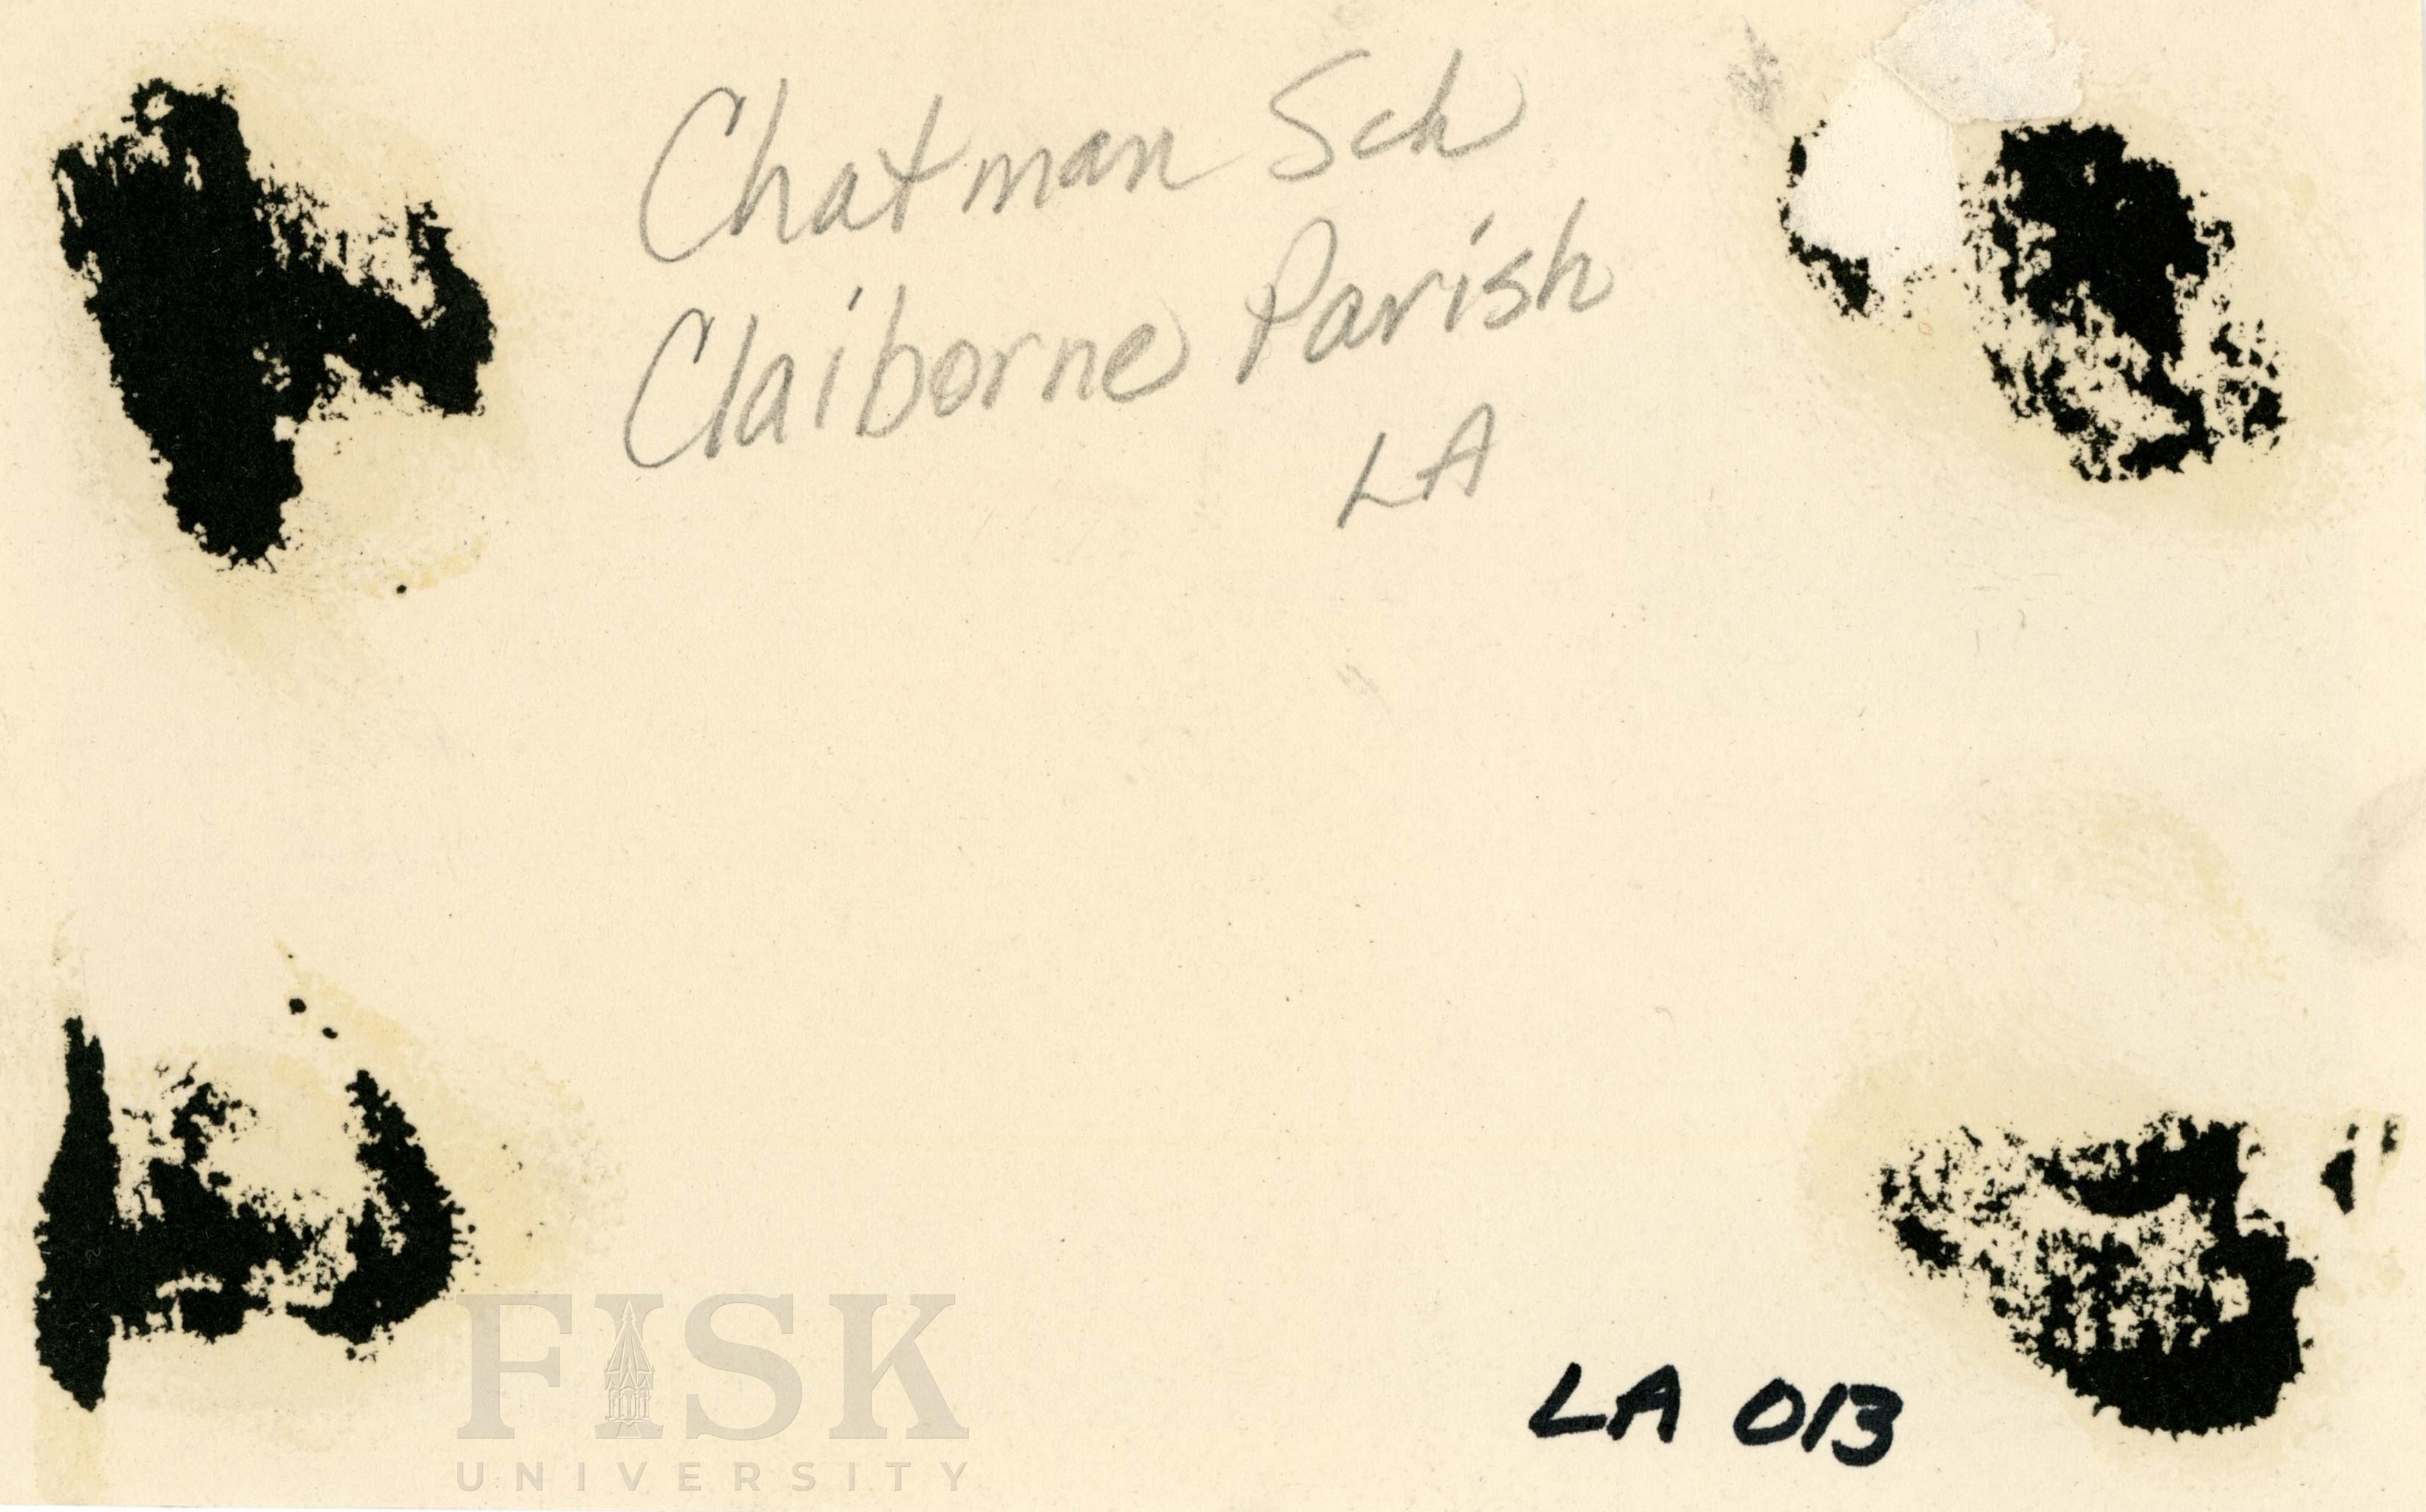 Chatman Sch
Claiborne Parish
LA
LA 013
FISK
UNIVERSITY